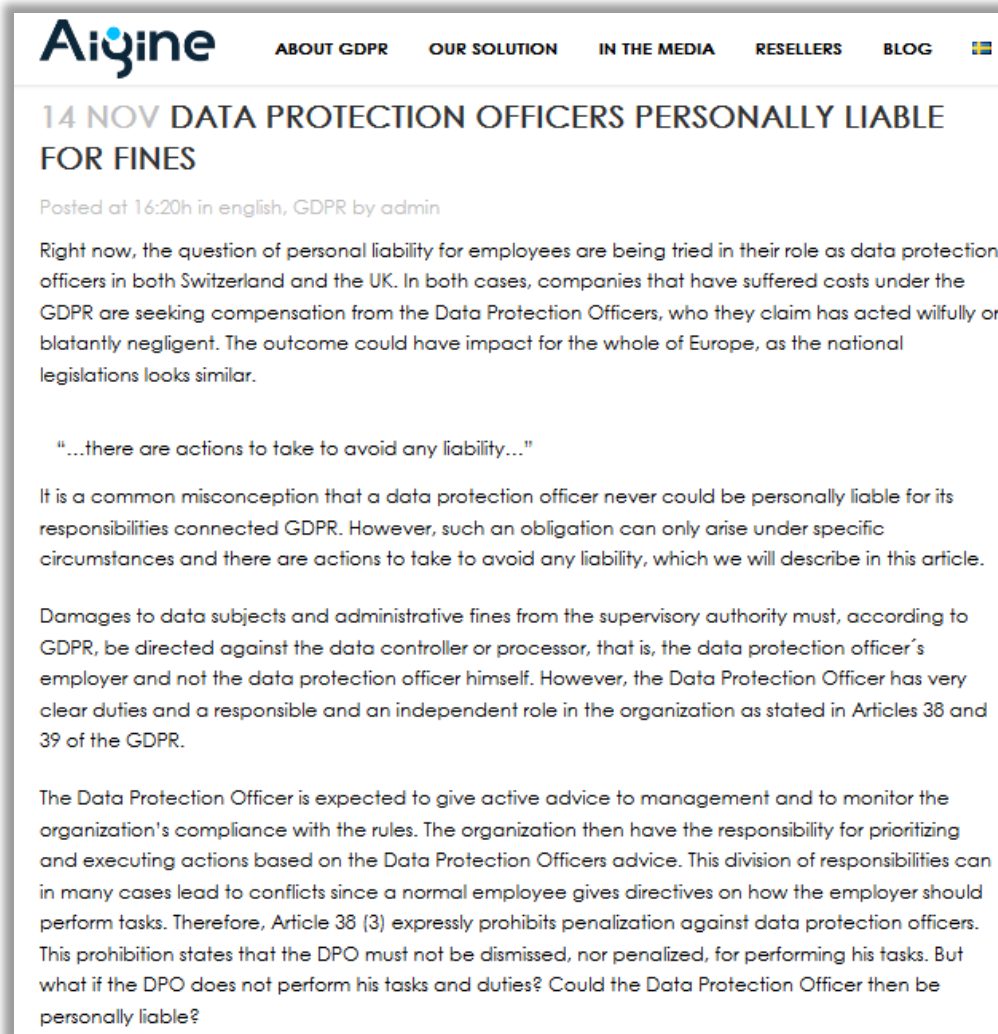 Aigine
ABOUT GDPR OUR SOLUTION IN THE MEDIA RESELLERS BLOG
14 NOV DATA PROTECTION OFFICERS PERSONALLY LIABLE
FOR FINES
Posted at 16:20h in english, GDPR by admin
Right now, the question of personal liability for employees are being tried in their role as data protection
officers in both Switzerland and the UK. In both cases, companies that have suffered costs under the
GDPR are seeking compensation from the Data Protection Officers, who they claim has acted wilfully or
blatantly negligent. The outcome could have impact for the whole of Europe, as the national
legislations looks similar.
“...there are actions to take to avoid any liability...”
It is a common misconception that a data protection officer never could be personally liable for its
responsibilities connected GDPR. However, such an obligation can only arise under specific
circumstances and there are actions to take to avoid any liability, which we will describe in this article.
Damages to data subjects and administrative fines from the supervisory authority must, according to
GDPR, be directed against the data controller or processor, that is, the data protection officer´s
employer and not the data protection officer himself. However, the Data Protection Officer has very
clear duties and a responsible and an independent role in the organization as stated in Articles 38 and
39 of the GDPR.
The Data Protection Officer is expected to give active advice to management and to monitor the
organization’s compliance with the rules. The organization then have the responsibility for prioritizing
and executing actions based on the Data Protection Officers advice. This division of responsibilities can
in many cases lead to conflicts since a normal employee gives directives on how the employer should
perform tasks. Therefore, Article 38 (3) expressly prohibits penalization against data protection officers.
This prohibition states that the DPO must not be dismissed, nor penalized, for performing his tasks. But
what if the DPO does not perform his tasks and duties? Could the Data Protection Officer then be
personally liable?